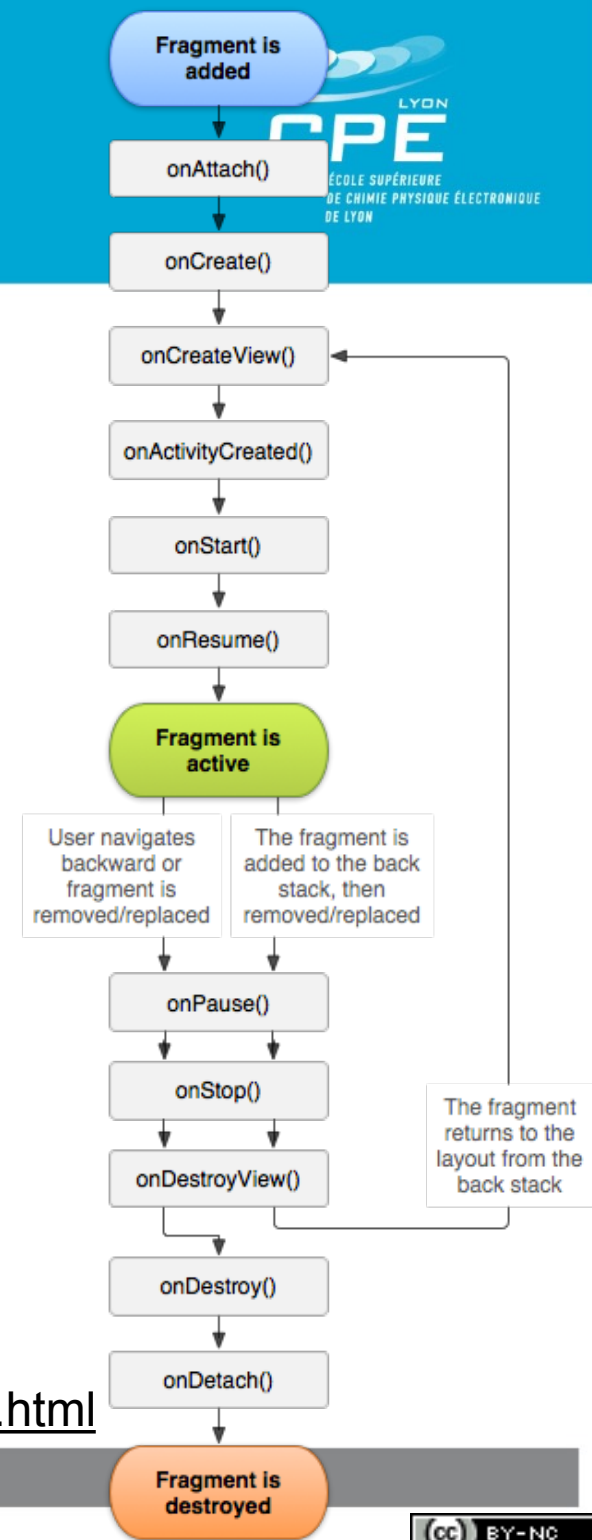 Fragment is
added
LYON
CPE
ÉCOLE SUPÉRIEURE
DE CHIMIE PHYSIQUE ÉLECTRONIQUE
DE LYON
onAttach()
onCreate()
onCreateView()
onActivityCreated()
onStart()
onResume()
Fragment is
active
User navigates
backward or
fragment is
removed/replaced
The fragment is
added to the back
stack, then
removed/replaced
onPause()
onStop()
onDestroyView()
The fragment
returns to the
layout from the
back stack
onDestroy()
onDetach()
.html
Fragment is
destroyed
(cc) BY-NC